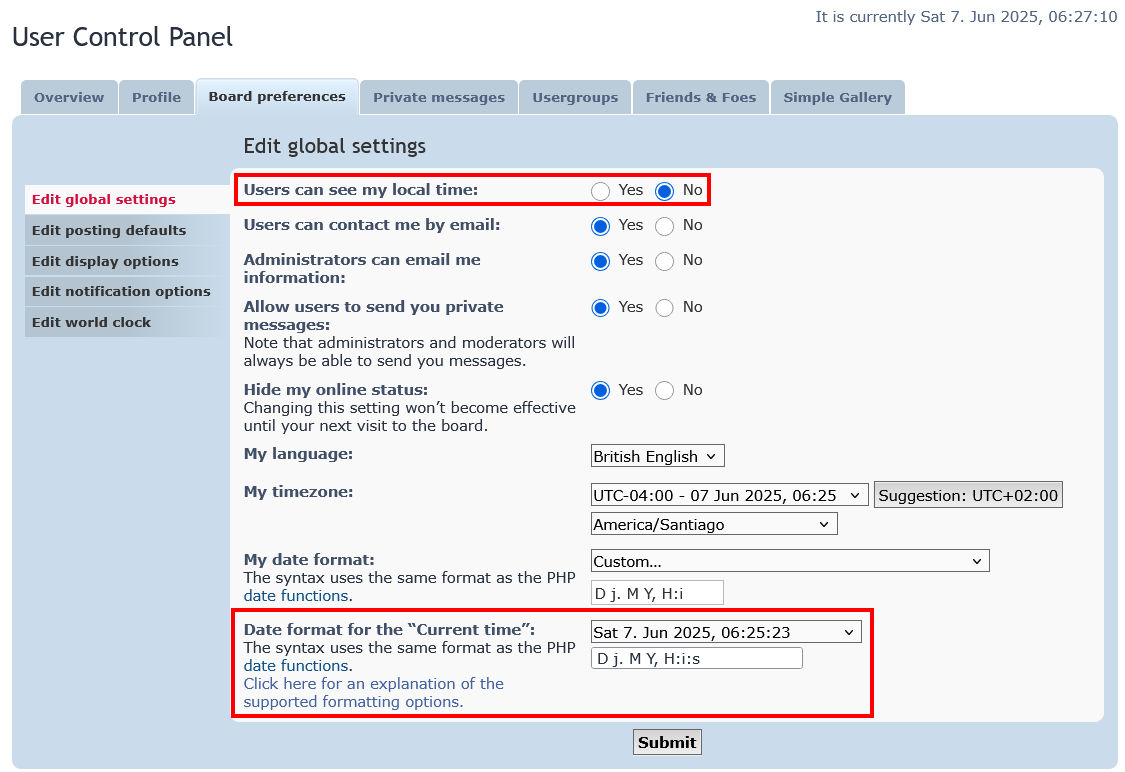 It is currently Sat 7. Jun 2025, 06:27:10
User Control Panel
Overview
Profile
Board preferences
Private messages
Usergroups
Friends & Foes
Simple Gallery
Edit global settings
Edit global settings
Edit posting defaults
Edit display options
Edit notification options
Edit world clock
Users can see my local time:
Yes No
Users can contact me by email:
Yes No
Administrators can email me
information:
Yes No
Allow users to send you private
messages:
Note that administrators and moderators will
always be able to send you messages.
Yes No
Hide my online status:
Changing this setting won’t become effective
until your next visit to the board.
Yes No
My language:
British English
My timezone:
UTC-04:00 - 07 Jun 2025, 06:25
Suggestion: UTC+02:00
America/Santiago
My date format:
The syntax uses the same format as the PHP
date functions.
Custom...
D j. M Y, H:i
Date format for the “Current time”:
The syntax uses the same format as the PHP
date functions.
Click here for an explanation of the
supported formatting options.
Sat 7. Jun 2025, 06:25:23
D j. M Y, H:i:s
Submit